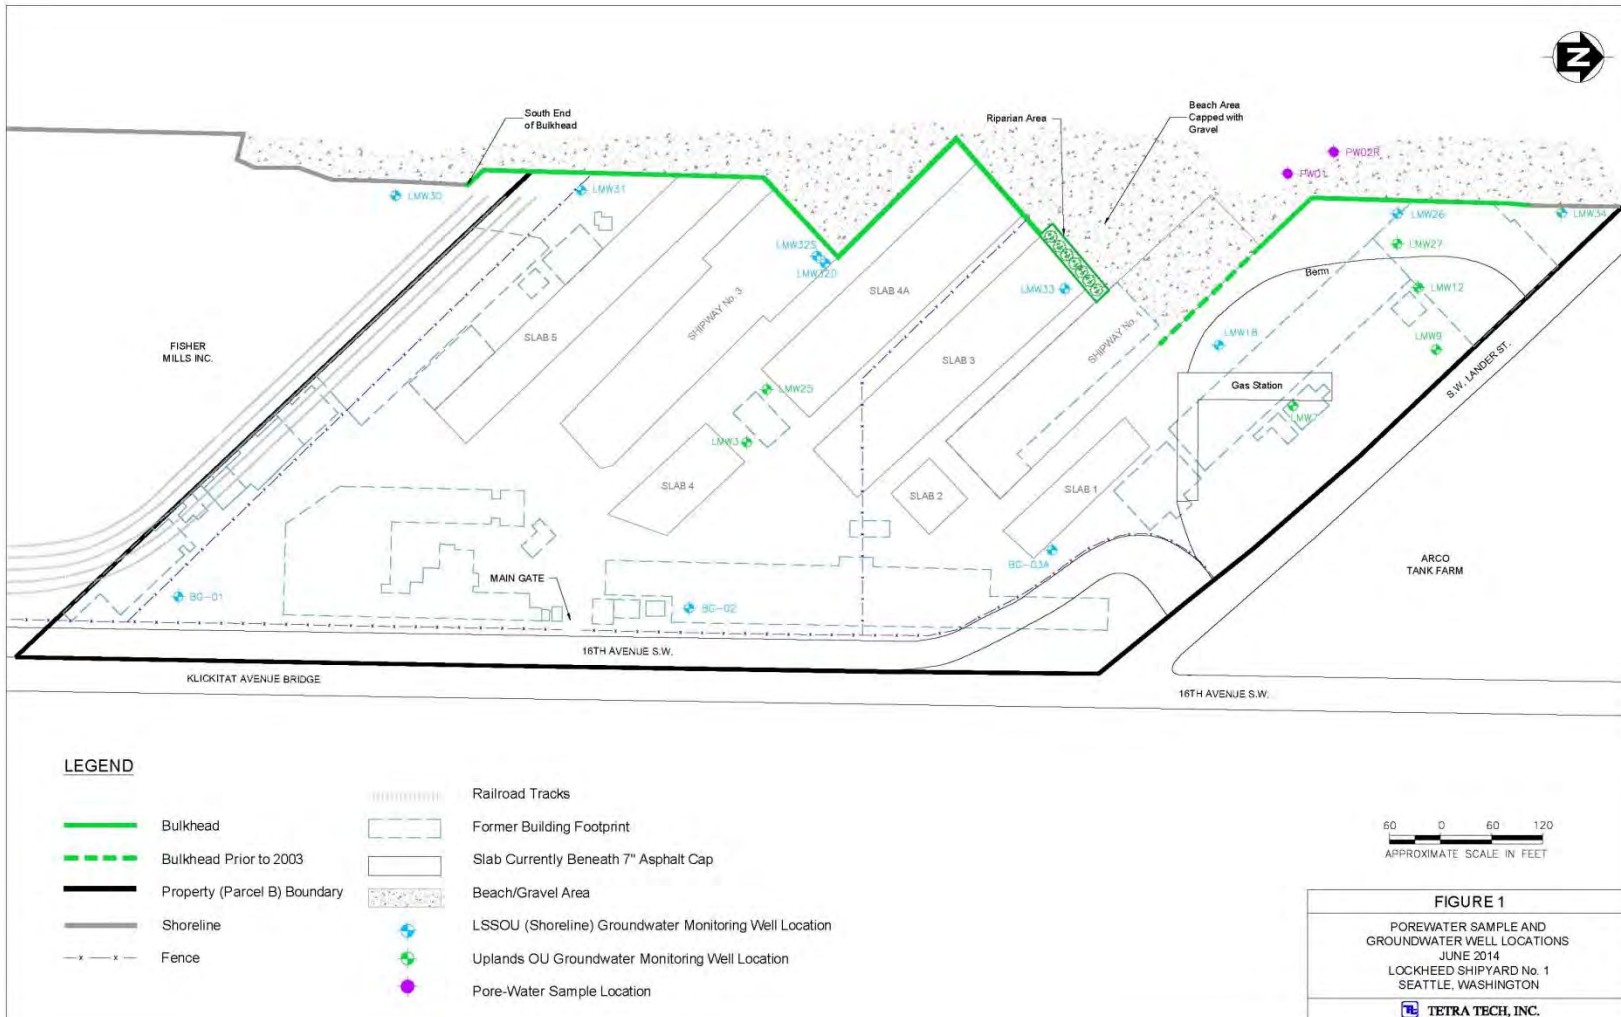 N
South End
of Bulkhead
Riparian Area
Beach Area
Capped with
Gravel
PW02R
PW01
LMW30
LMW31
LMW26
LMW34
LMW27
LMW32S
LMW32D
Berm
LMW33
LMW12
SLAB 4A
SHIPWAY No. 3
SHIPWAY No. 1
FISHER
MILLS INC.
SLAB 5
LMW18
LMW9
SLAB 3
S.W. LANDER ST.
Gas Station
LMW25
LMW7
LMW3
SLAB 4
SLAB 2
SLAB 1
BG-03A
ARCO
TANK FARM
MAIN GATE
BG-01
BG-02
16TH AVENUE S.W.
KLICKITAT AVENUE BRIDGE
16TH AVENUE S.W.
LEGEND
Bulkhead
Bulkhead Prior to 2003
Property (Parcel B) Boundary
Shoreline
Fence
Railroad Tracks
Former Building Footprint
Slab Currently Beneath 7" Asphalt Cap
Beach/Gravel Area
LSSOU (Shoreline) Groundwater Monitoring Well Location
Uplands OU Groundwater Monitoring Well Location
Pore-Water Sample Location
60 0 60 120
APPROXIMATE SCALE IN FEET
FIGURE 1
POREWATER SAMPLE AND
GROUNDWATER WELL LOCATIONS
JUNE 2014
LOCKHEED SHIPYARD No. 1
SEATTLE, WASHINGTON
TETRA TECH, INC.